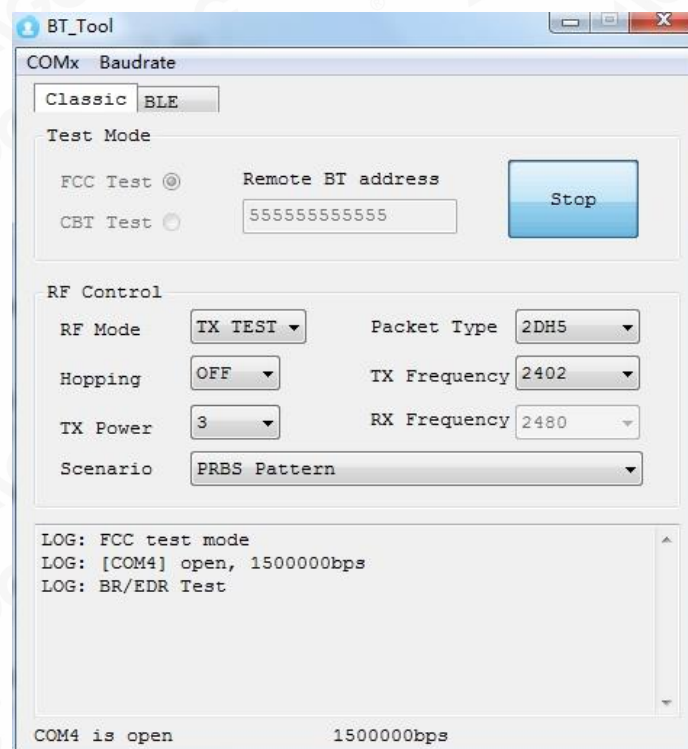 BT_Tool
COMx Baudrate
Classic BLE
Test Mode
FCC Test Remote BT address
555555555555
CBT Test
Stop
RF Control
RF Mode TX TEST Packet Type 2DH5
Hopping OFF TX Frequency 2402
TX Power 3 RX Frequency 2480
Scenario PRBS Pattern
LOG: FCC test mode
LOG: [COM4] open, 1500000bps
LOG: BR/EDR Test
COM4 is open 1500000bps